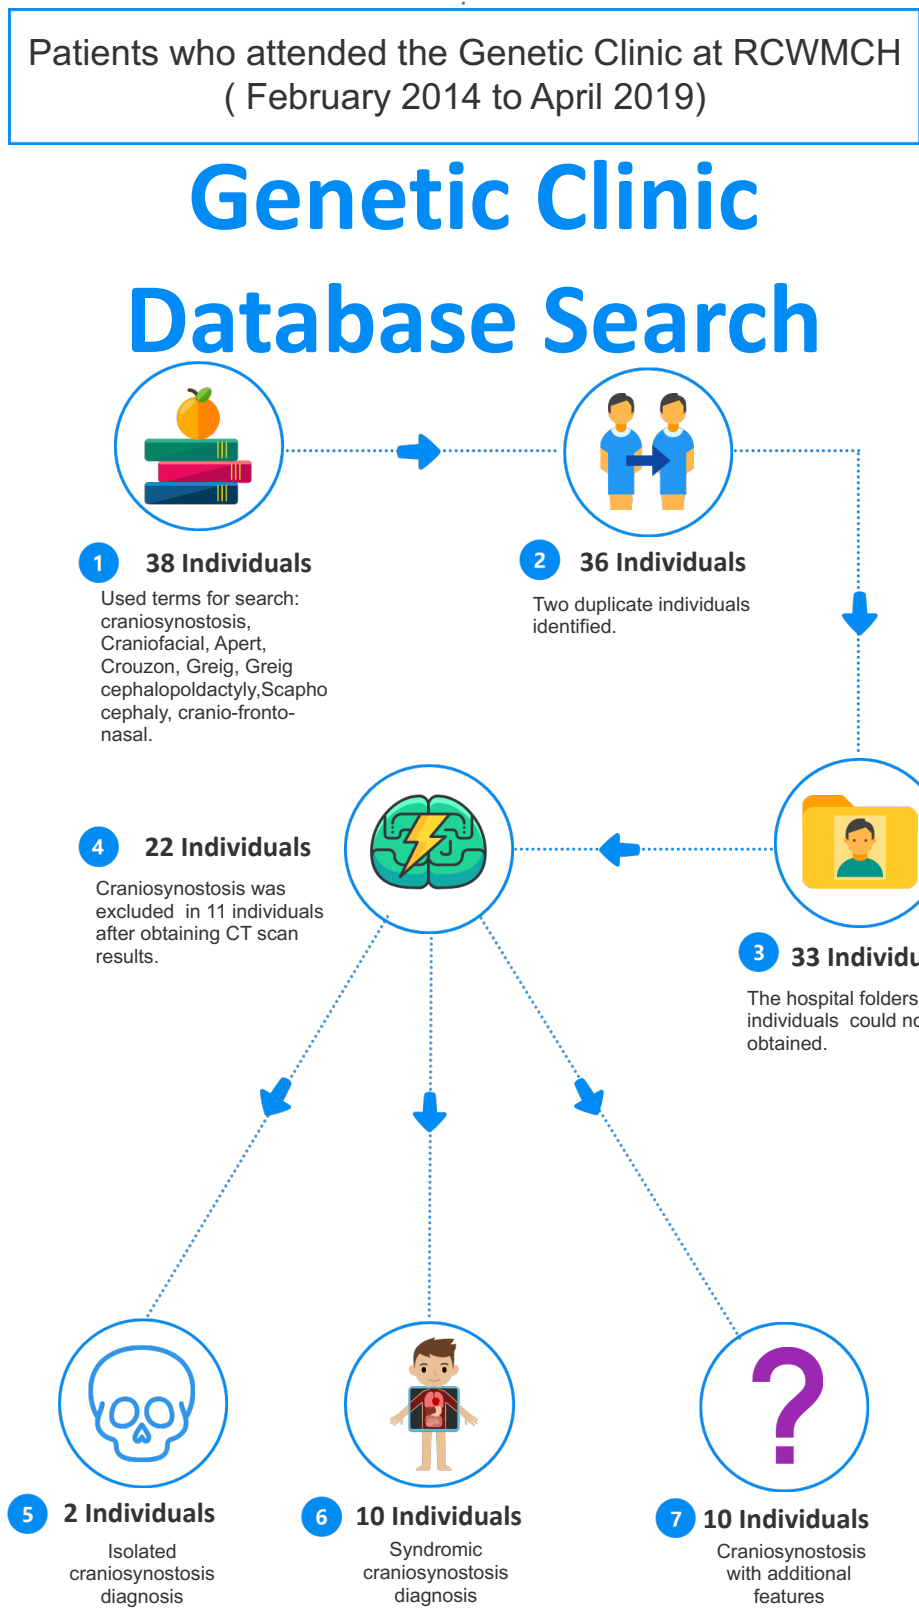 Patients who attended the Genetic Clinic at RCWMCH
( February 2014 to April 2019)
Genetic Clinic
Database Search
1 38 Individuals
Used terms for search:
craniosynostosis,
Craniofacial, Apert,
Crouzon, Greig, Greig
cephalopoldactyly,Scapho
cephaly, cranio-fronto-
nasal.
2 36 Individuals
Two duplicate individuals
identified.
4 22 Individuals
Craniosynostosis was
excluded in 11 individuals
after obtaining CT scan
results.
3 33 Individu
The hospital folders
individuals could no
obtained.
5 2 Individuals
Isolated
craniosynostosis
diagnosis
6 10 Individuals
Syndromic
craniosynostosis
diagnosis
7 10 Individuals
Craniosynostosis
with additional
features